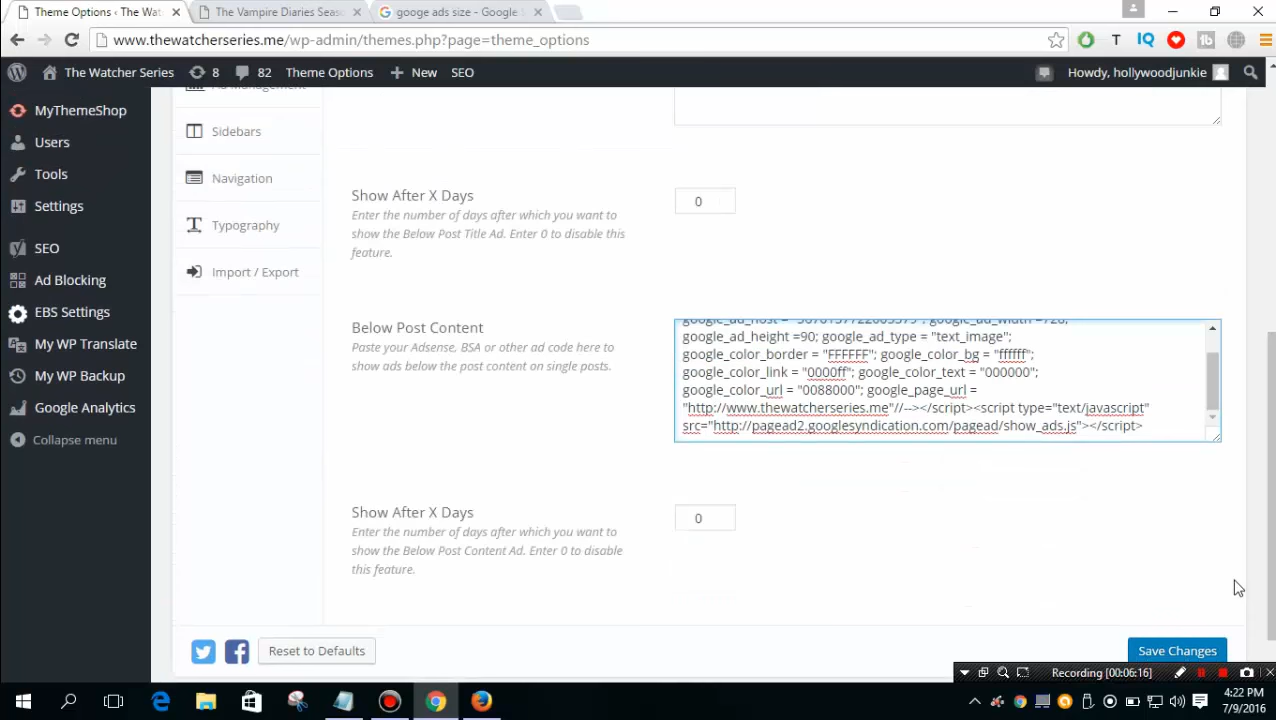 Theme Options ‹ The Wat
The Vampire Diaries Seaso
googe ads size - Google S
www.thewatcherseries.me/wp-admin/themes.php?page=theme_options
T
IQ
The Watcher Series
8
82
Theme Options
New
SEO
Howdy, hollywoodjunkie
MyThemeShop
Users
Tools
Settings
SEO
Ad Blocking
EBS Settings
My WP Translate
My WP Backup
Google Analytics
Collapse menu
Ad Management
Sidebars
Navigation
Typography
Import / Export
Show After X Days
Enter the number of days after which you want to
show the Below Post Title Ad. Enter 0 to disable this
feature.
0
Below Post Content
Paste your Adsense, BSA or other ad code here to
show ads below the post content on single posts.
google_ad_height =90; google_ad_type = "text_image";
google_color_border = "FFFFFF"; google_color_bg = "ffffff";
google_color_link = "0000ff"; google_color_text = "000000";
google_color_url = "0088000"; google_page_url =
"http://www.thewatcherseries.me"//--></script><script type="text/javascript"
src="http://pagead2.googlesyndication.com/pagead/show_ads.js"></script>
Show After X Days
Enter the number of days after which you want to
show the Below Post Content Ad. Enter 0 to disable
this feature.
0
Reset to Defaults
Save Changes
Recording [00:06:16]
4:22 PM
7/9/2016